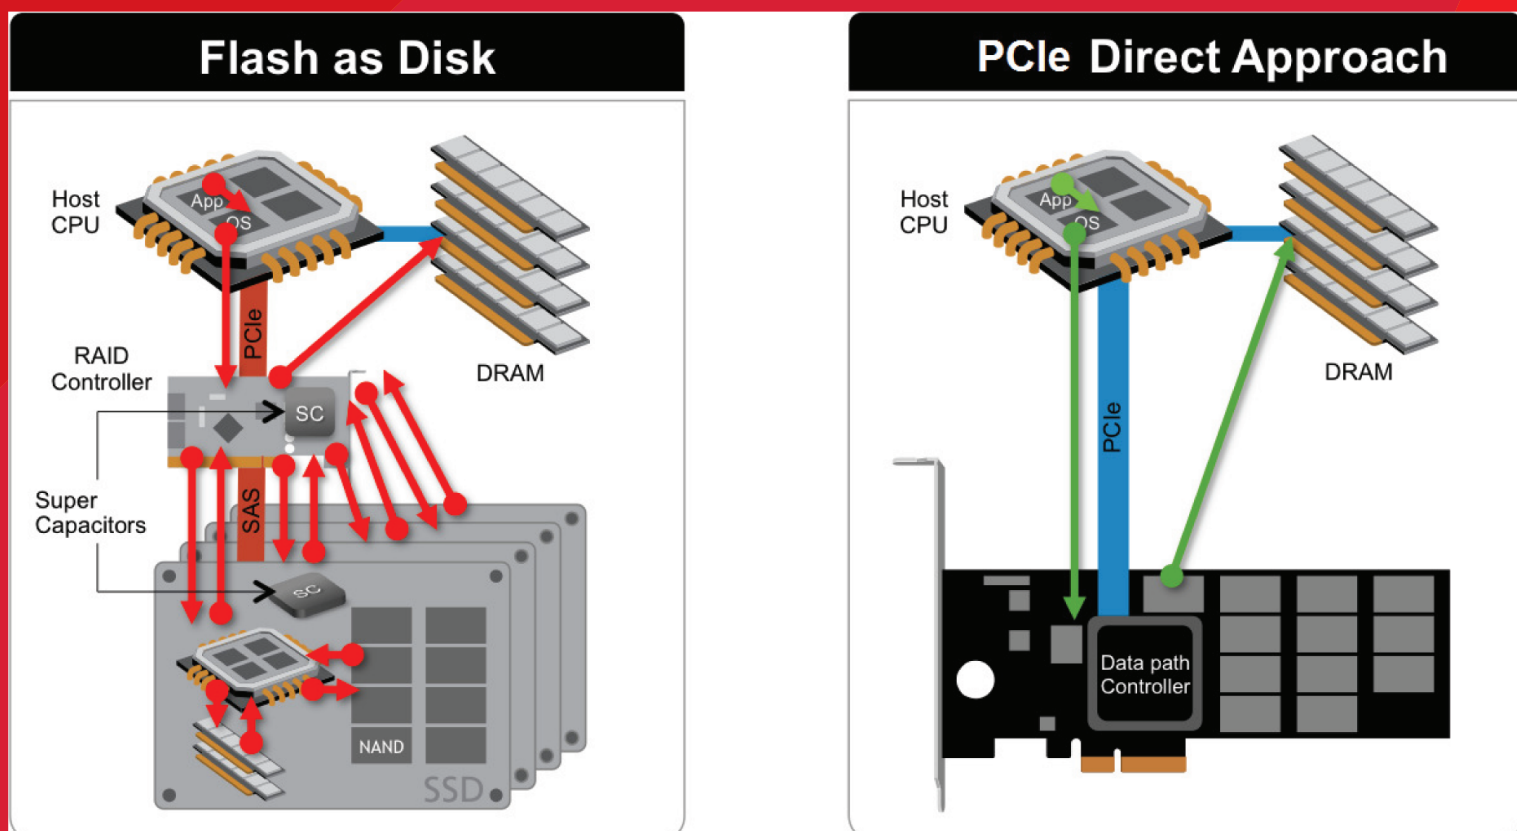 Flash as Disk
Host
CPU
App
OS
PCIe
DRAM
RAID
Controller
SC
Super
Capacitors
SAS
SC
NAND
SSD
PCIe Direct Approach
Host
CPU
App
OS
DRAM
PCIe
Data path
Controller